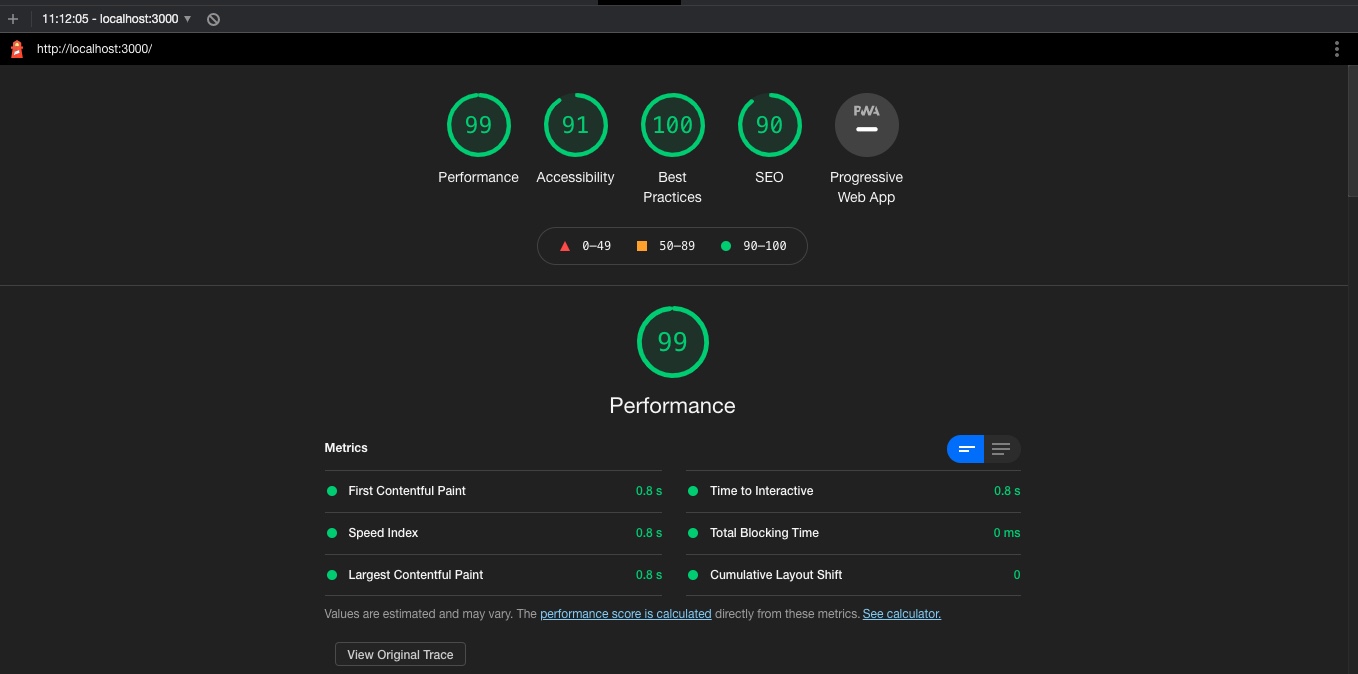 11:12:05 - localhost:3000
http://localhost:3000/
99
91
100
90
PWA
Performance
Accessibility
Best
Practices
SEO
Progressive
Web App
0–49
50–89
90–100
99
Performance
Metrics
First Contentful Paint 0.8 s
Time to Interactive 0.8 s
Speed Index 0.8 s
Total Blocking Time 0 ms
Largest Contentful Paint 0.8 s
Cumulative Layout Shift 0
Values are estimated and may vary. The performance score is calculated directly from these metrics. See calculator.
View Original Trace